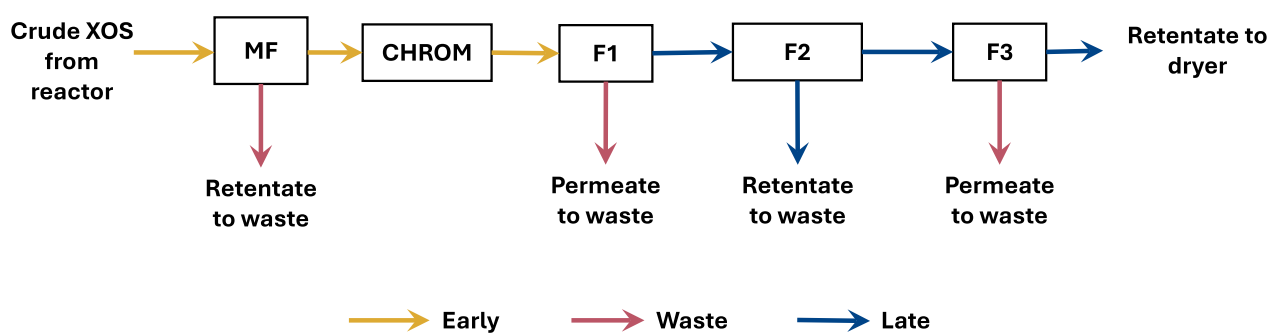 Crude XOS
from
reactor
MF
CHROM
F1
F2
F3
Retentate to
dryer
Retentate
to waste
Permeate
to waste
Retentate
to waste
Permeate
to waste
Early
Waste
Late